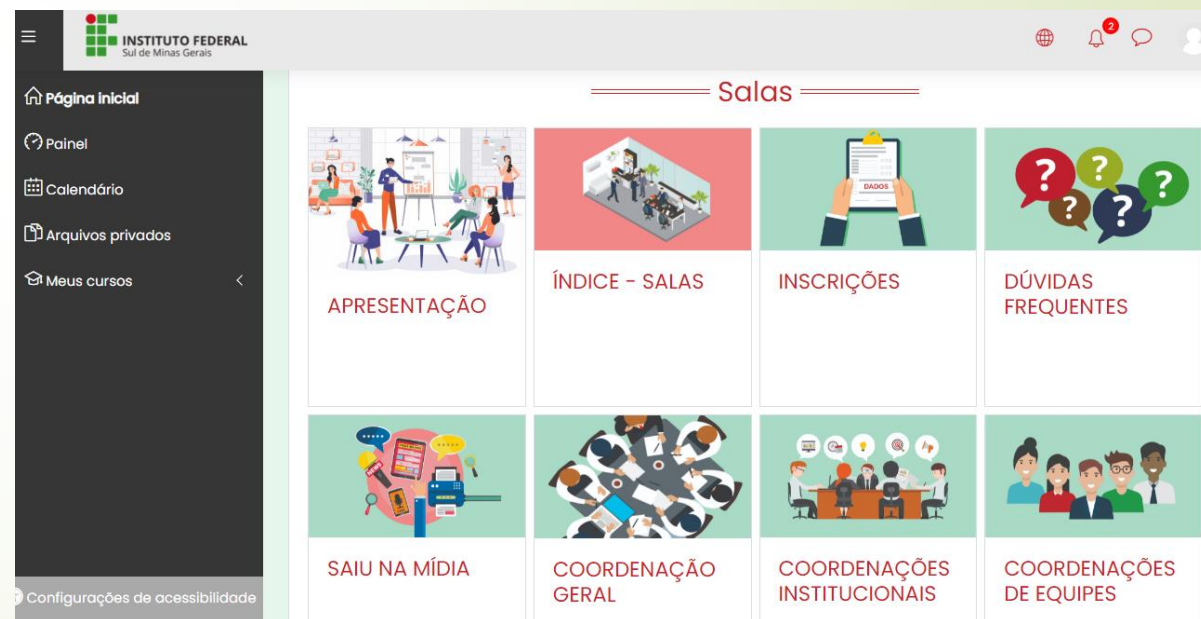 INSTITUTO FEDERAL
Sul de Minas Gerais
2
Página inicial
Painel
Calendário
Arquivos privados
Meus cursos
Configurações de acessibilidade
Salas
DADOS
? ? ? ? ?
APRESENTAÇÃO
ÍNDICE - SALAS
INSCRIÇÕES
DÚVIDAS
FREQUENTES
SAIU NA MÍDIA
COORDENAÇÃO
GERAL
COORDENAÇÕES
INSTITUCIONAIS
COORDENAÇÕES
DE EQUIPES